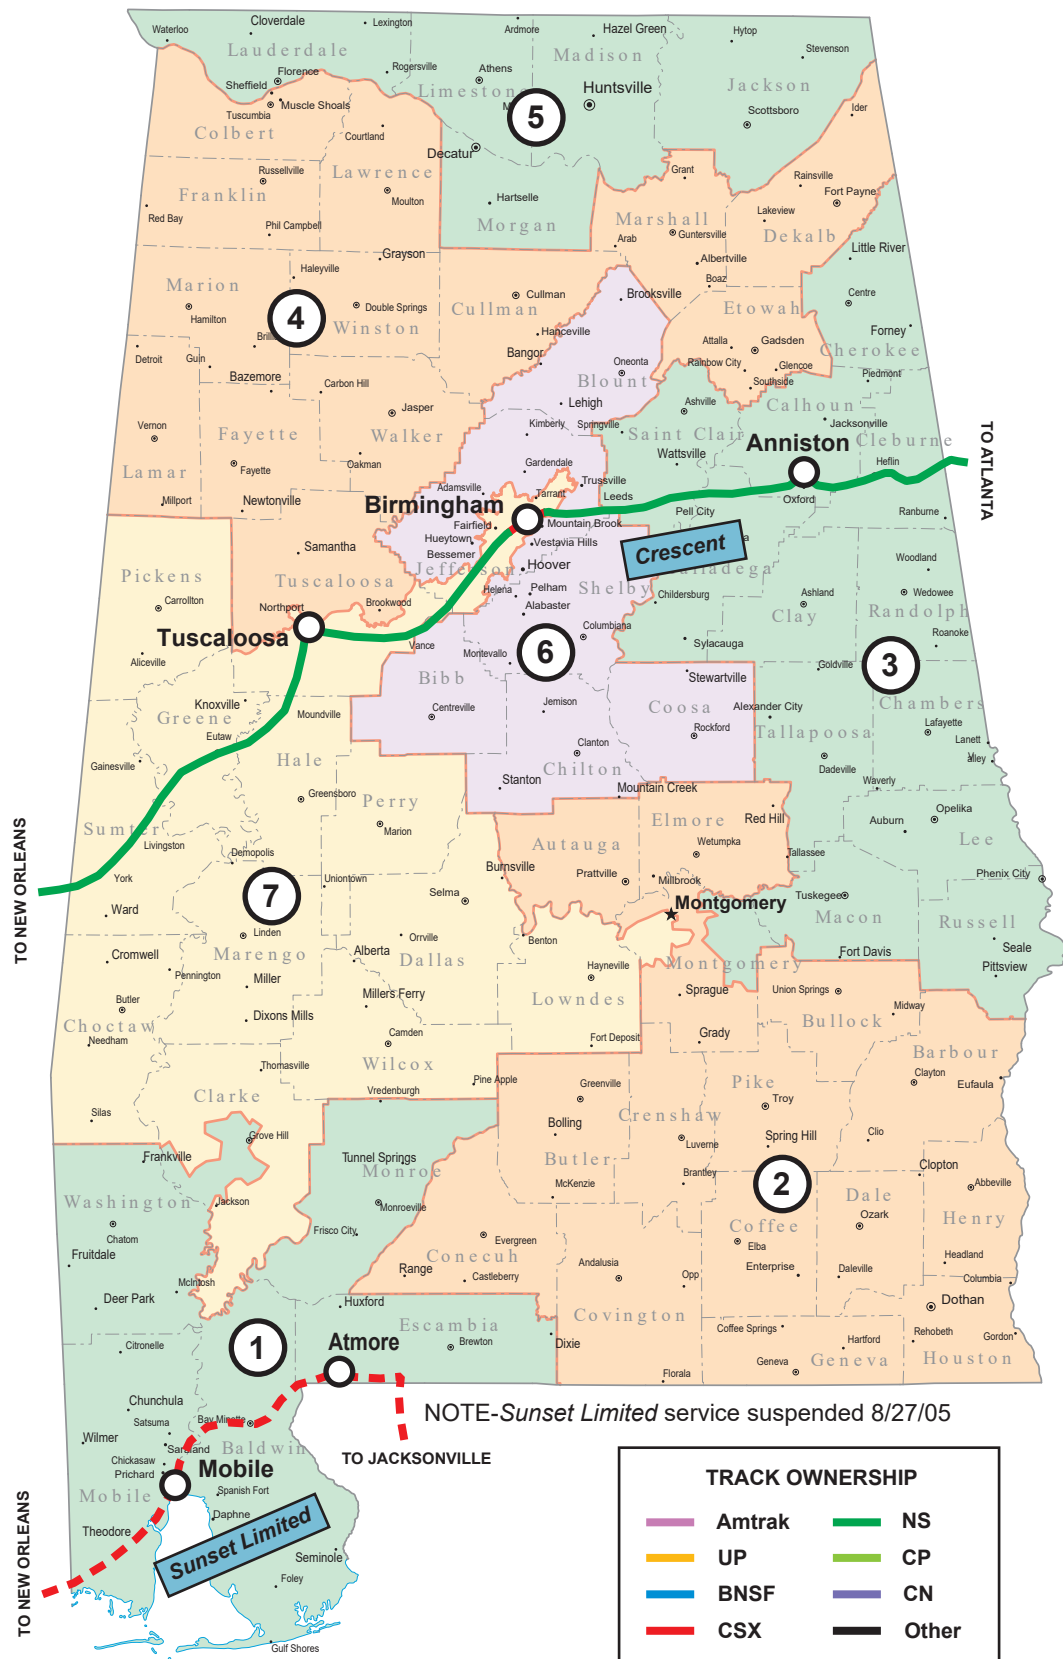 Waterloo
Cloverdale
Lexington
Ardmore
Hazel Green
Hytop
Stevenson
Lauderdale
Madison
Florence
Rogersville
Athens
Limestone
Huntsville
Jackson
Sheffield
Muscle Shoals
Tuscumbia
5
Scottsboro
Ider
Colbert
Courtland
Decatur
Russellville
Lawrence
Grant
Rainsville
Franklin
Moulton
Hartselle
Fort Payne
Red Bay
Phil Campbell
Morgan
Marshall
Lakeview
Arab
Guntersville
Dekalb
Grayson
Albertville
Little River
Haleyville
Boaz
Marion
Cullman
Brooksville
Centre
4
Double Springs
Cullman
Etowah
Hamilton
Winston
Hanceville
Forney
Attalla
Gadsden
Detroit
Guin
Bangor
Oneonta
Rainbow City
Glencoe
Cherokee
Bazemore
Carbon Hill
Blount
Southside
Piedmont
Lehigh
Ashville
Calhoun
Vernon
Jasper
Kimberly
Springville
Jacksonville
Fayette
Walker
Saint Clair
Anniston
Cleburne
TO ATLANTA
Lamar
Fayette
Oakman
Gardendale
Wattsville
Heflin
Millport
Newtonville
Adamsville
Trussville
Tarrant
Leeds
Oxford
Birmingham
Pell City
Ranburne
Fairfield
Mountain Brook
Samantha
Hueytown
Vestavia Hills
Crescent
Bessemer
Woodland
Pickens
Jefferson
Hoover
Tuscaloosa
Helena
Pelham
Shelby
Ashland
Wedowee
Carrollton
Northport
Brookwood
Alabaster
Childersburg
Clay
Randolph
Tuscaloosa
Columbiana
Roanoke
Vance
Montevallo
6
Sylacauga
3
Aliceville
Bibb
Stewartville
Goldville
Knoxville
Moundville
Centreville
Jemison
Coosa
Alexander City
Chambers
Greene
Rockford
Lafayette
Eutaw
Tallapoosa
Lanett
Hale
Clanton
Gainesville
Chilton
Dadeville
Stanton
Waverly
Greensboro
Perry
Mountain Creek
Sumter
Marion
Elmore
Red Hill
Opelika
Auburn
Livingston
Autauga
Wetumpka
Lee
Demopolis
Burnsville
Tallassee
York
Uniontown
Prattville
Millbrook
Phenix City
TO NEW ORLEANS
7
Selma
Tuskegee
Ward
Montgomery
Macon
Linden
Orrville
Benton
Russell
Cromwell
Marengo
Alberta
Dallas
Hayneville
Montgomery
Fort Davis
Seale
Pennington
Miller
Pittsview
Butler
Millers Ferry
Lowndes
Sprague
Union Springs
Midway
Choctaw
Dixons Mills
Camden
Grady
Bullock
Needham
Fort Deposit
Wilcox
Barbour
Thomasville
Pine Apple
Greenville
Pike
Clayton
Eufaula
Clarke
Vredenburgh
Crenshaw
Troy
Silas
Bolling
Clio
Grove Hill
Luverne
Spring Hill
Frankville
Tunnel Springs
Monroe
Butler
Brantley
2
Clopton
McKenzie
Abbeville
Washington
Jackson
Monroeville
Dale
Henry
Chatom
Frisco City
Coffee
Ozark
Fruitdale
Evergreen
Elba
Conecuh
Andalusia
Headland
McIntosh
Range
Castleberry
Opp
Enterprise
Daleville
Columbia
Deer Park
Huxford
Dothan
Covington
Escambia
Coffee Springs
Rehobeth
Gordon
Citronelle
1
Atmore
Brewton
Dixie
Hartford
Geneva
Geneva
Houston
Florala
Chunchula
NOTE-Sunset Limited service suspended 8/27/05
Satsuma
Bay Minette
Wilmer
Saraland
Baldwin
Chickasaw
TO JACKSONVILLE
Prichard
Mobile
Mobile
Spanish Fort
TO NEW ORLEANS
Daphne
Theodore
Sunset Limited
Seminole
Foley
Gulf Shores
TRACK OWNERSHIP
Amtrak
NS
UP
CP
BNSF
CN
CSX
Other